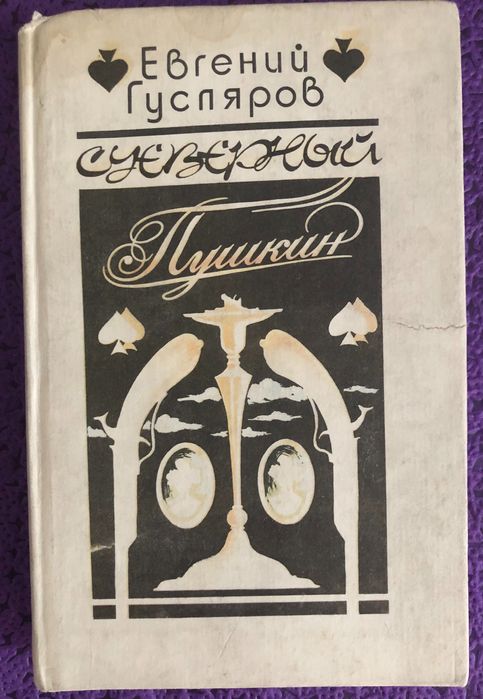 Евгений
Гусляров
Суеверный
Пушкин